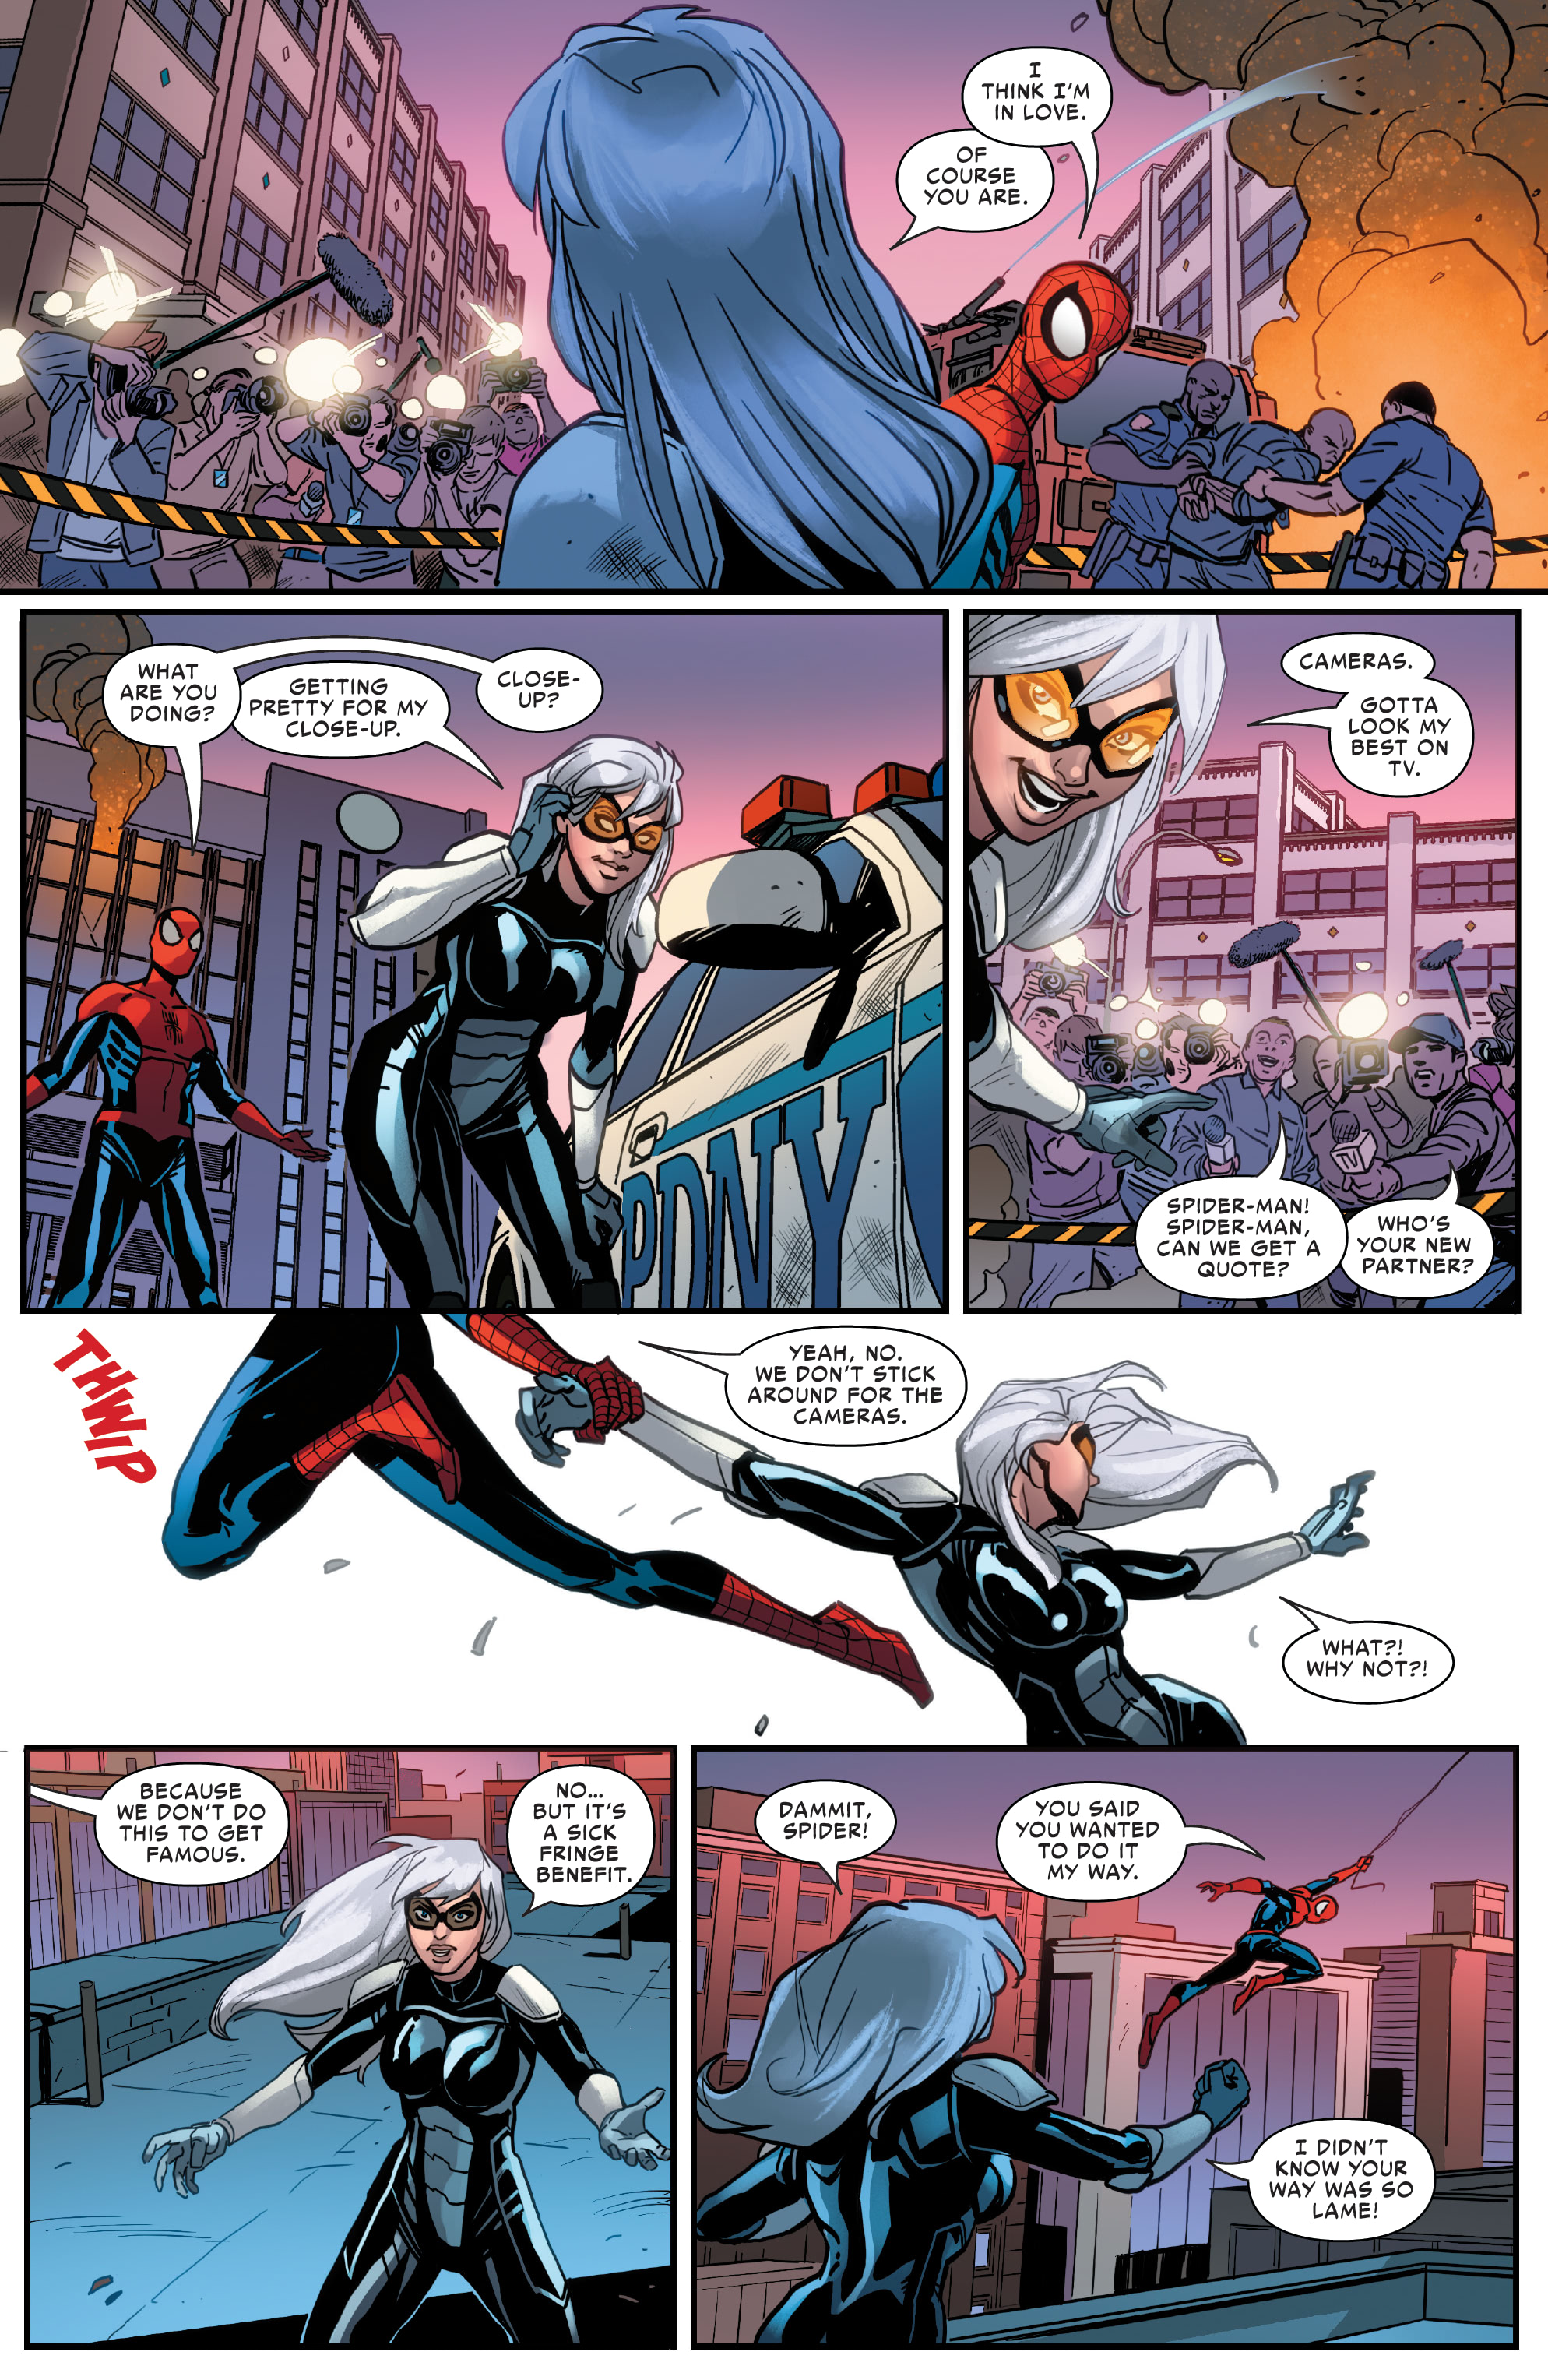 I
THINK I'M
IN LOVE.
OF
COURSE
YOU ARE.
WHAT
ARE YOU
DOING?
GETTING
PRETTY FOR MY
CLOSE-UP.
CLOSE-
UP?
PDNY
CAMERAS.
GOTTA
LOOK MY
BEST ON
TV.
SPIDER-MAN!
SPIDER-MAN,
CAN WE GET A
QUOTE?
WHO'S
YOUR NEW
PARTNER?
THWIP
YEAH, NO.
WE DON'T STICK
AROUND FOR THE
CAMERAS.
WHAT?!
WHY NOT?!
BECAUSE
WE DON'T DO
THIS TO GET
FAMOUS.
NO...
BUT IT'S
A SICK
FRINGE
BENEFIT.
DAMMIT,
SPIDER!
YOU SAID
YOU WANTED
TO DO IT
MY WAY.
I DIDN'T
KNOW YOUR
WAY WAS SO
LAME!